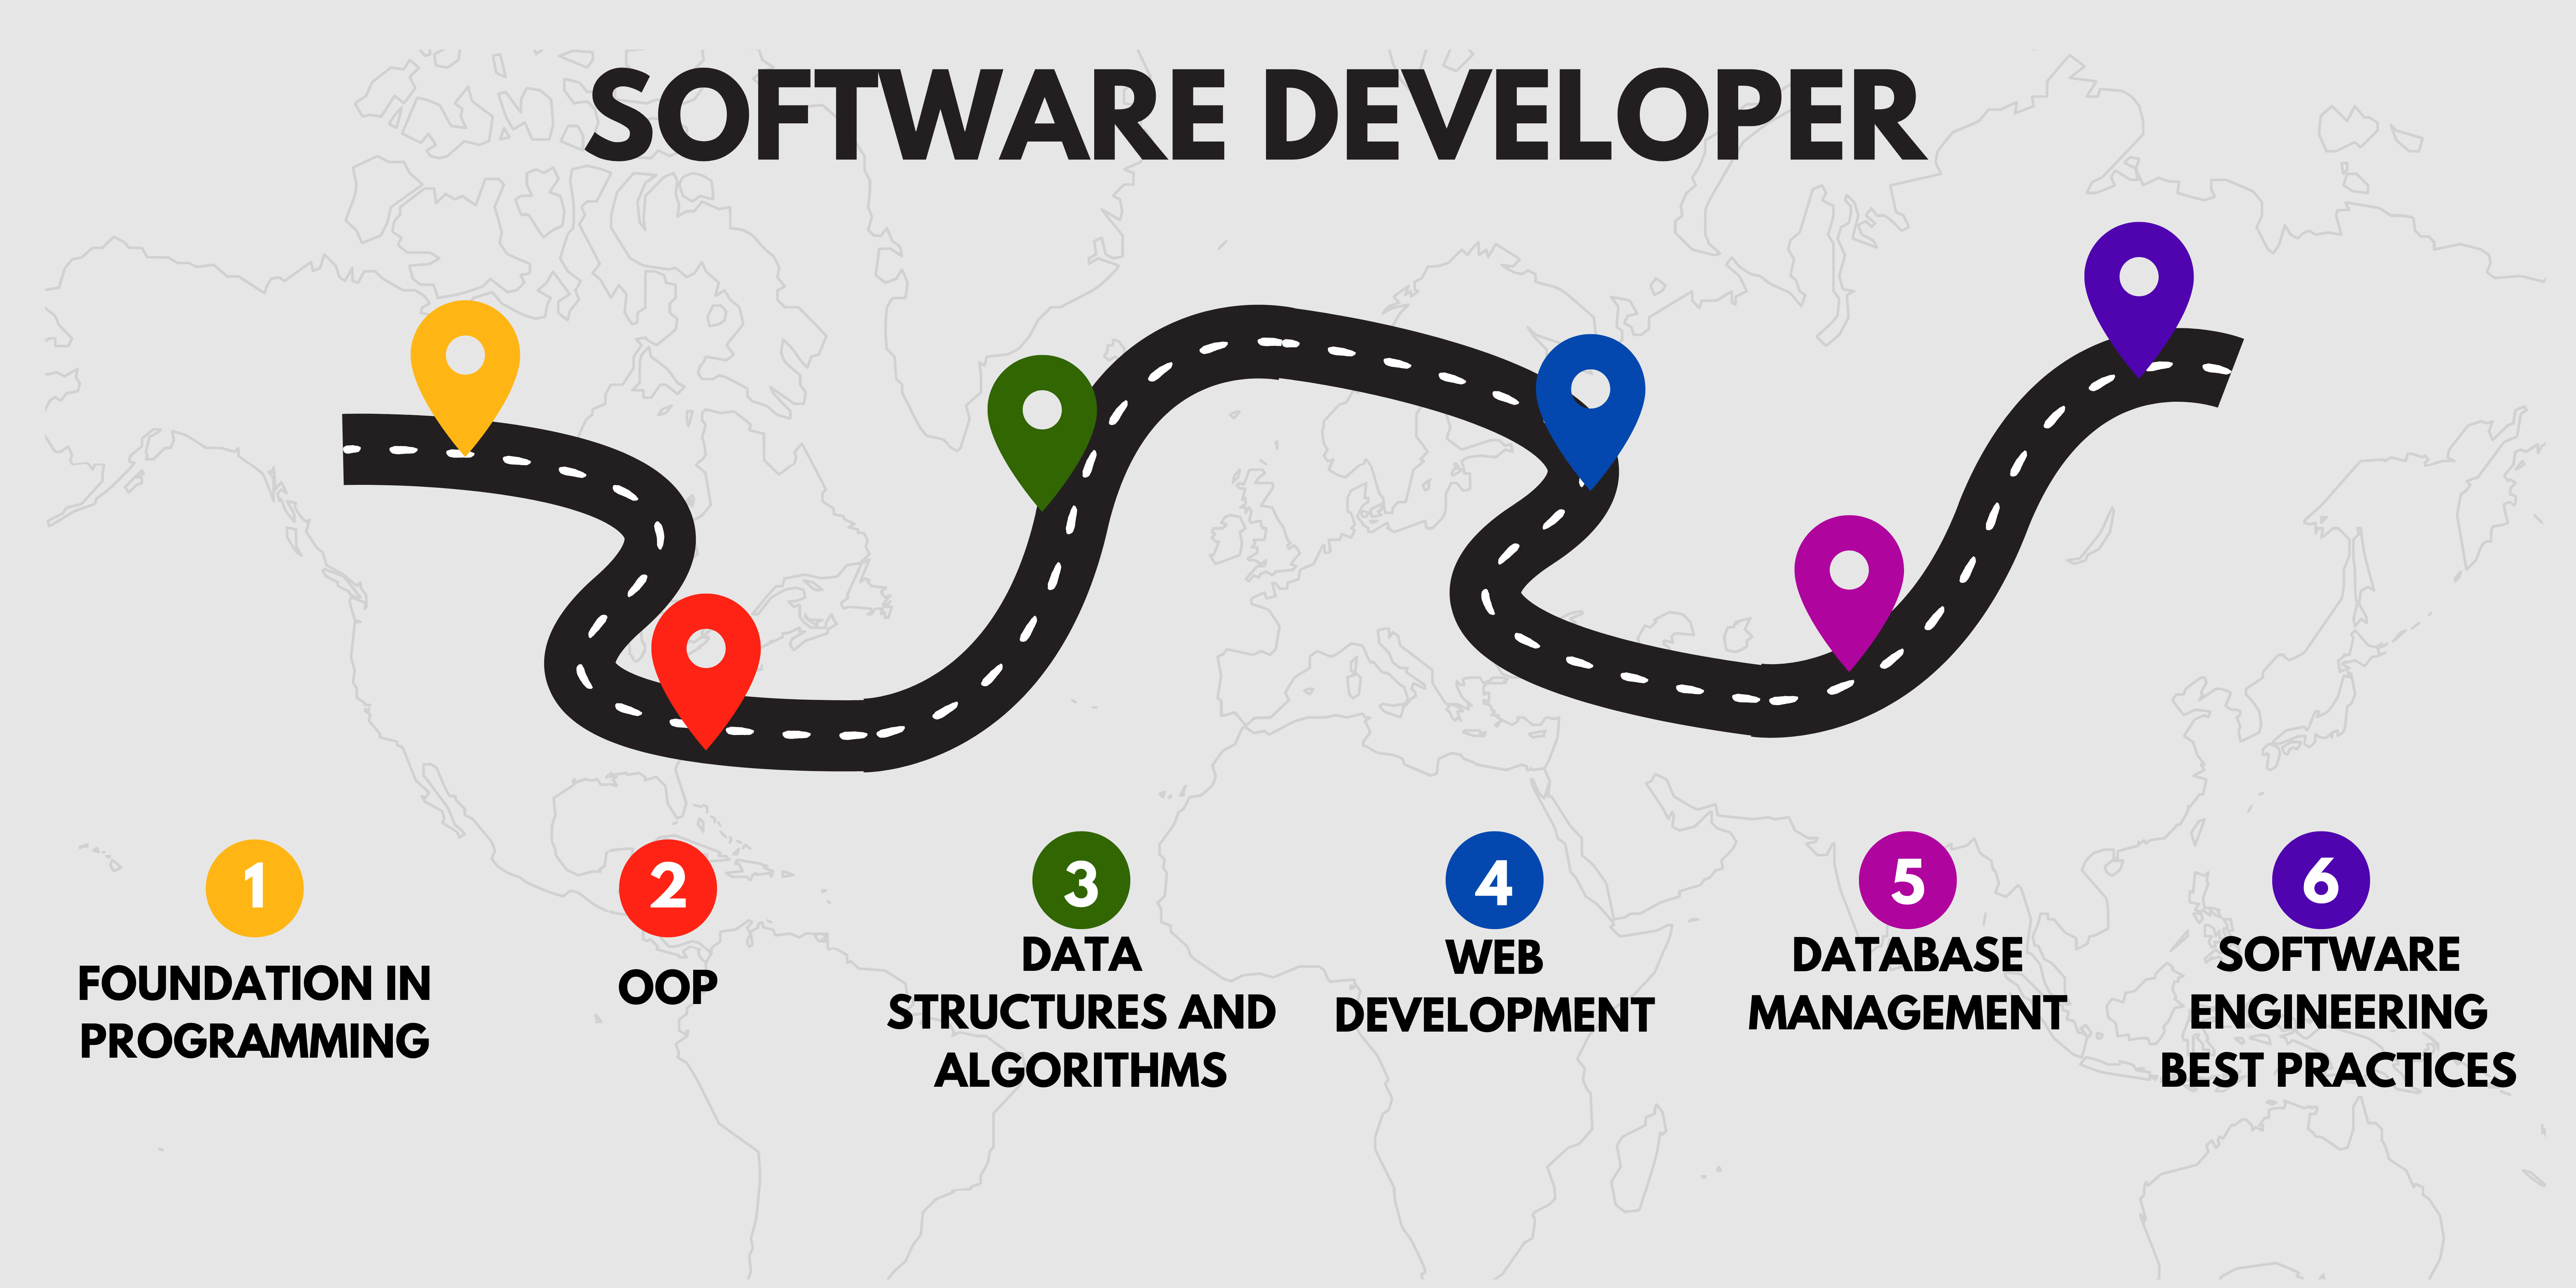 SOFTWARE DEVELOPER
1
FOUNDATION IN
PROGRAMMING
2
OOP
3
DATA
STRUCTURES AND
ALGORITHMS
4
WEB
DEVELOPMENT
5
DATABASE
MANAGEMENT
6
SOFTWARE
ENGINEERING
BEST PRACTICES